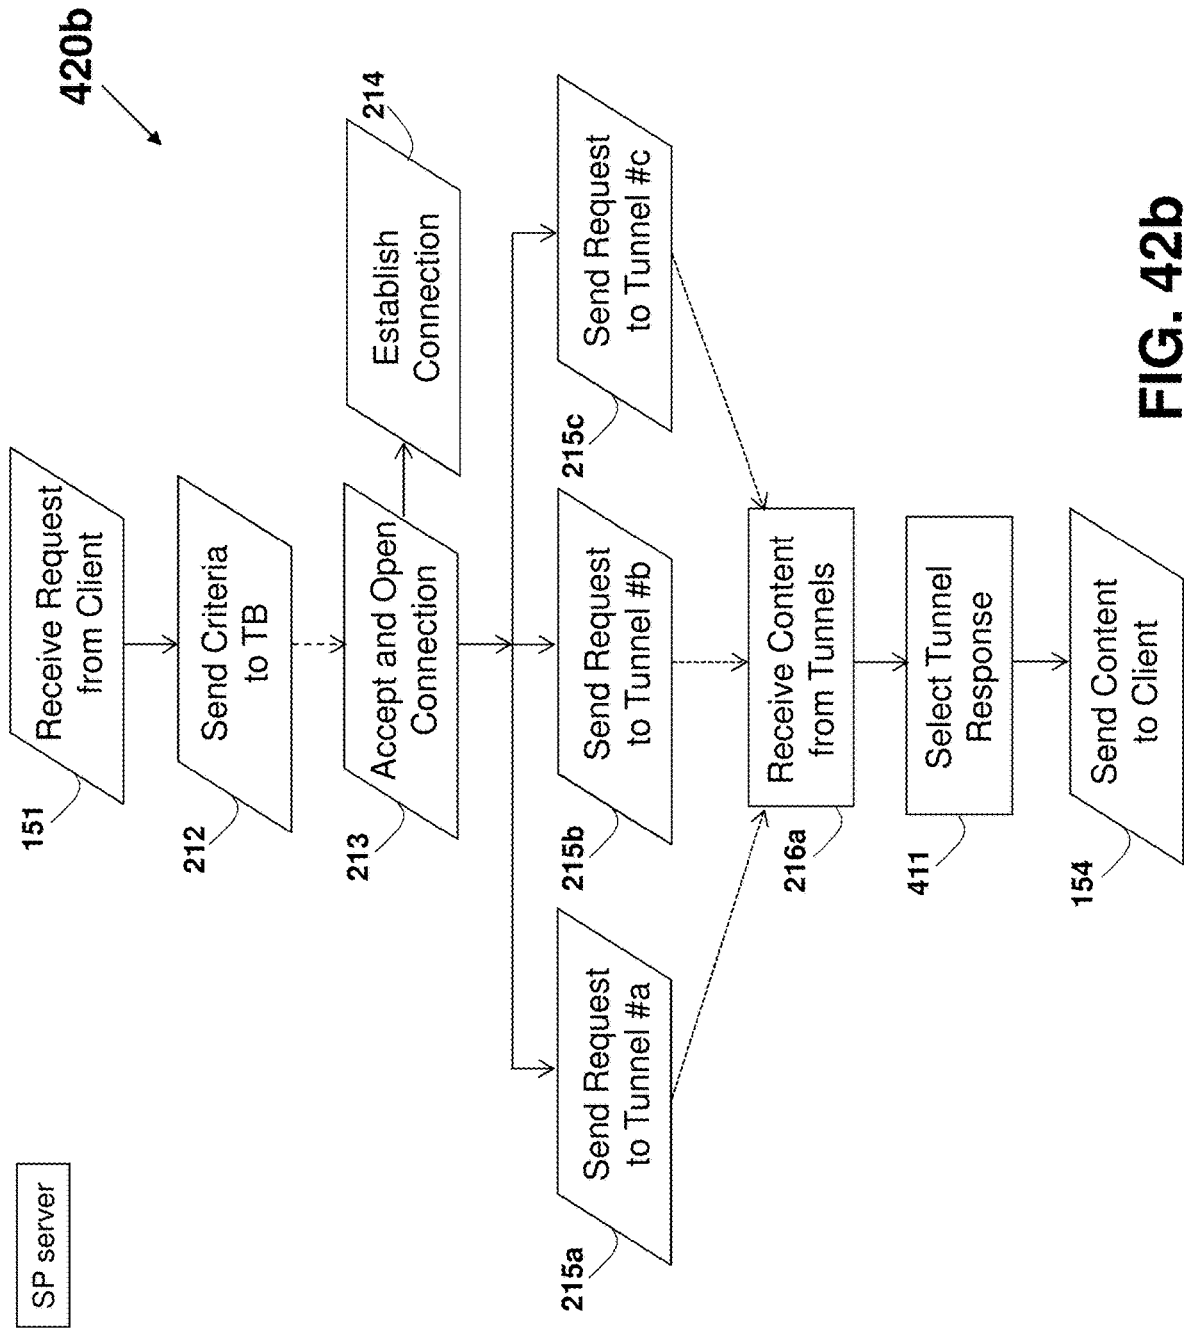 SP server
420b
Receive Request
from Client
151
Send Criteria
to TB
212
Accept and Open
Connection
213
Establish
Connection
214
Send Request
to Tunnel #a
215a
Send Request
to Tunnel #b
215b
Send Request
to Tunnel #c
215c
Receive Content
from Tunnels
216a
Select Tunnel
Response
411
Send Content
to Client
154
FIG. 42b